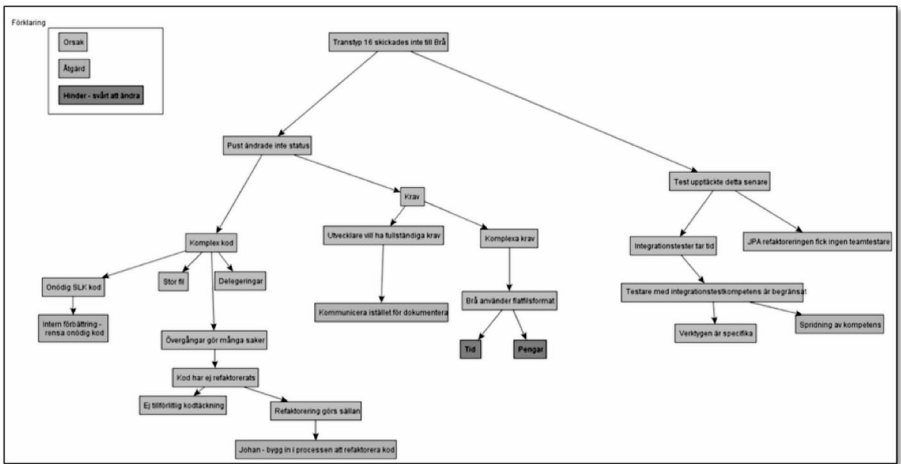 Förklaring
Orsak
Åtgärd
Hinder - svårt att ändra
Transtyp 16 skickades inte till Brå
Pust ändrade inte status
Test upptäckte detta senare
Krav
Komplex kod
Utvecklare vill ha fullständiga krav
Komplexa krav
Integrationstester tar tid
JPA refaktoreringen fick ingen teamtestare
Onödig SLK kod
Stor fil
Delegeringar
Testare med integrationstestkompetens är begränsat
Brå använder flatfilsformat
Kommunicera istället för dokumentera
Intern förbättring -
rensa onödig kod
Övergångar gör många saker
Verktygen är specifika
Spridning av kompetens
Tid
Pengar
Kod har ej refaktorerats
Ej tillförlitlig kodtäckning
Refaktorering görs sällan
Johan - bygg in i processen att refaktorera kod